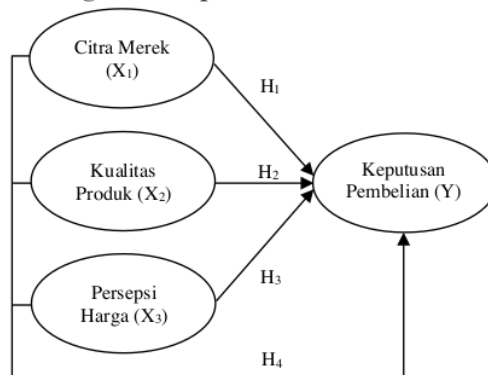 Citra Merek
(X₁)
H₁
Kualitas
Produk (X₂)
H₂
Keputusan
Pembelian (Y)
Persepsi
Harga (X₃)
H₃
H₄